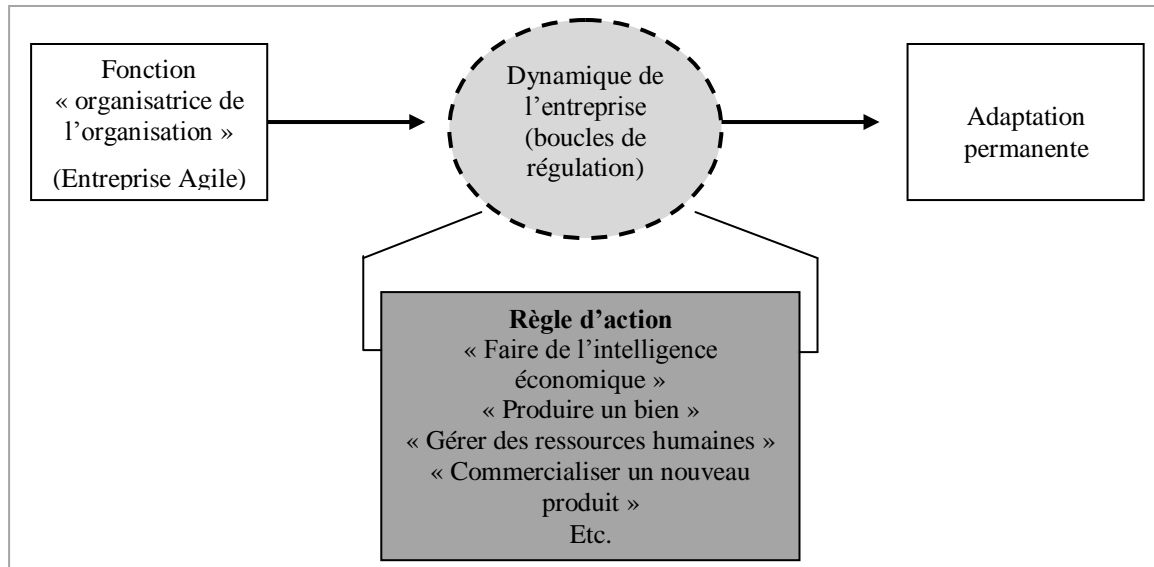 Fonction
« organisatrice de
l’organisation »
(Entreprise Agile)
Dynamique de
l’entreprise
(boucles de
régulation)
Adaptation
permanente
Règle d’action
« Faire de l’intelligence
économique »
« Produire un bien »
« Gérer des ressources humaines »
« Commercialiser un nouveau
produit »
Etc.